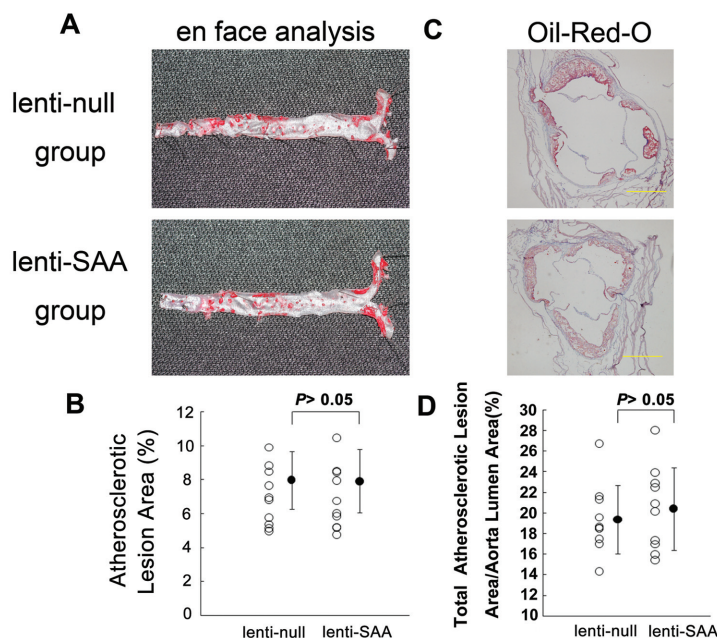 A
en face analysis
C
Oil-Red-O
lenti-null
group
lenti-SAA
group
B
P> 0.05
Atherosclerotic
Lesion Area (%)
12
10
8
6
4
2
0
lenti-null
lenti-SAA
D
P> 0.05
Total Atherosclerotic Lesion
Area/Aorta Lumen Area(%)
30
28
26
24
22
20
18
16
14
12
10
lenti-null
lenti-SAA